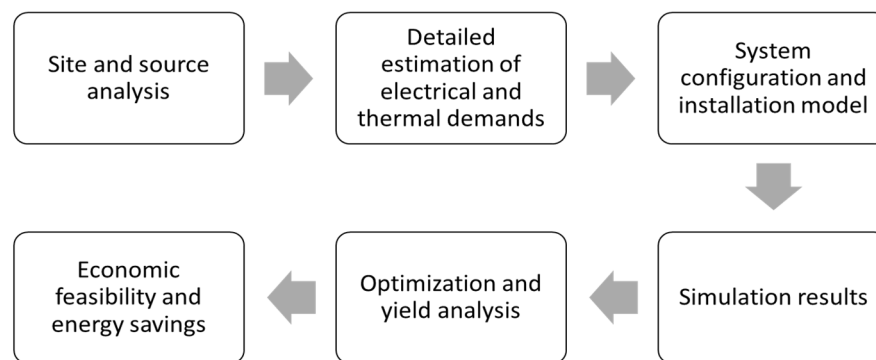 Site and source
analysis
Detailed
estimation of
electrical and
thermal demands
System
configuration and
installation model
Simulation results
Optimization and
yield analysis
Economic
feasibility and
energy savings